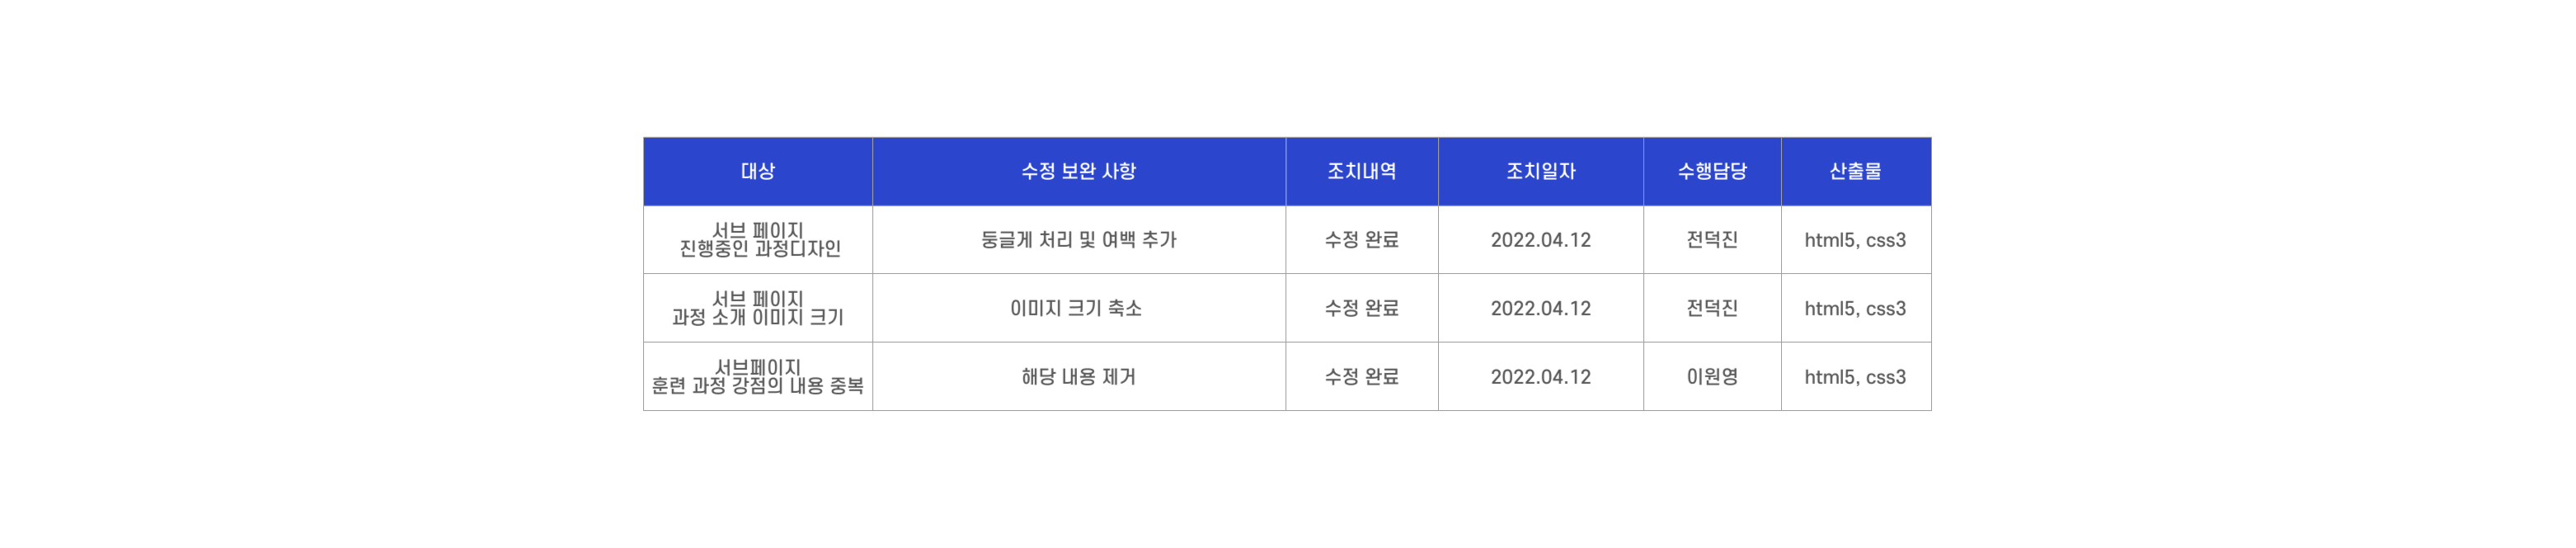 대상 수정 보완 사항 조치내역 조치일자 수행담당 산출물
서브 페이지
진행중인 과정디자인
둥글게 처리 및 여백 추가 수정 완료 2022.04.12 전덕진 html5, css3
서브 페이지
과정 소개 이미지 크기
이미지 크기 축소 수정 완료 2022.04.12 전덕진 html5, css3
서브페이지
훈련 과정 강점의 내용 중복
해당 내용 제거 수정 완료 2022.04.12 이원영 html5, css3